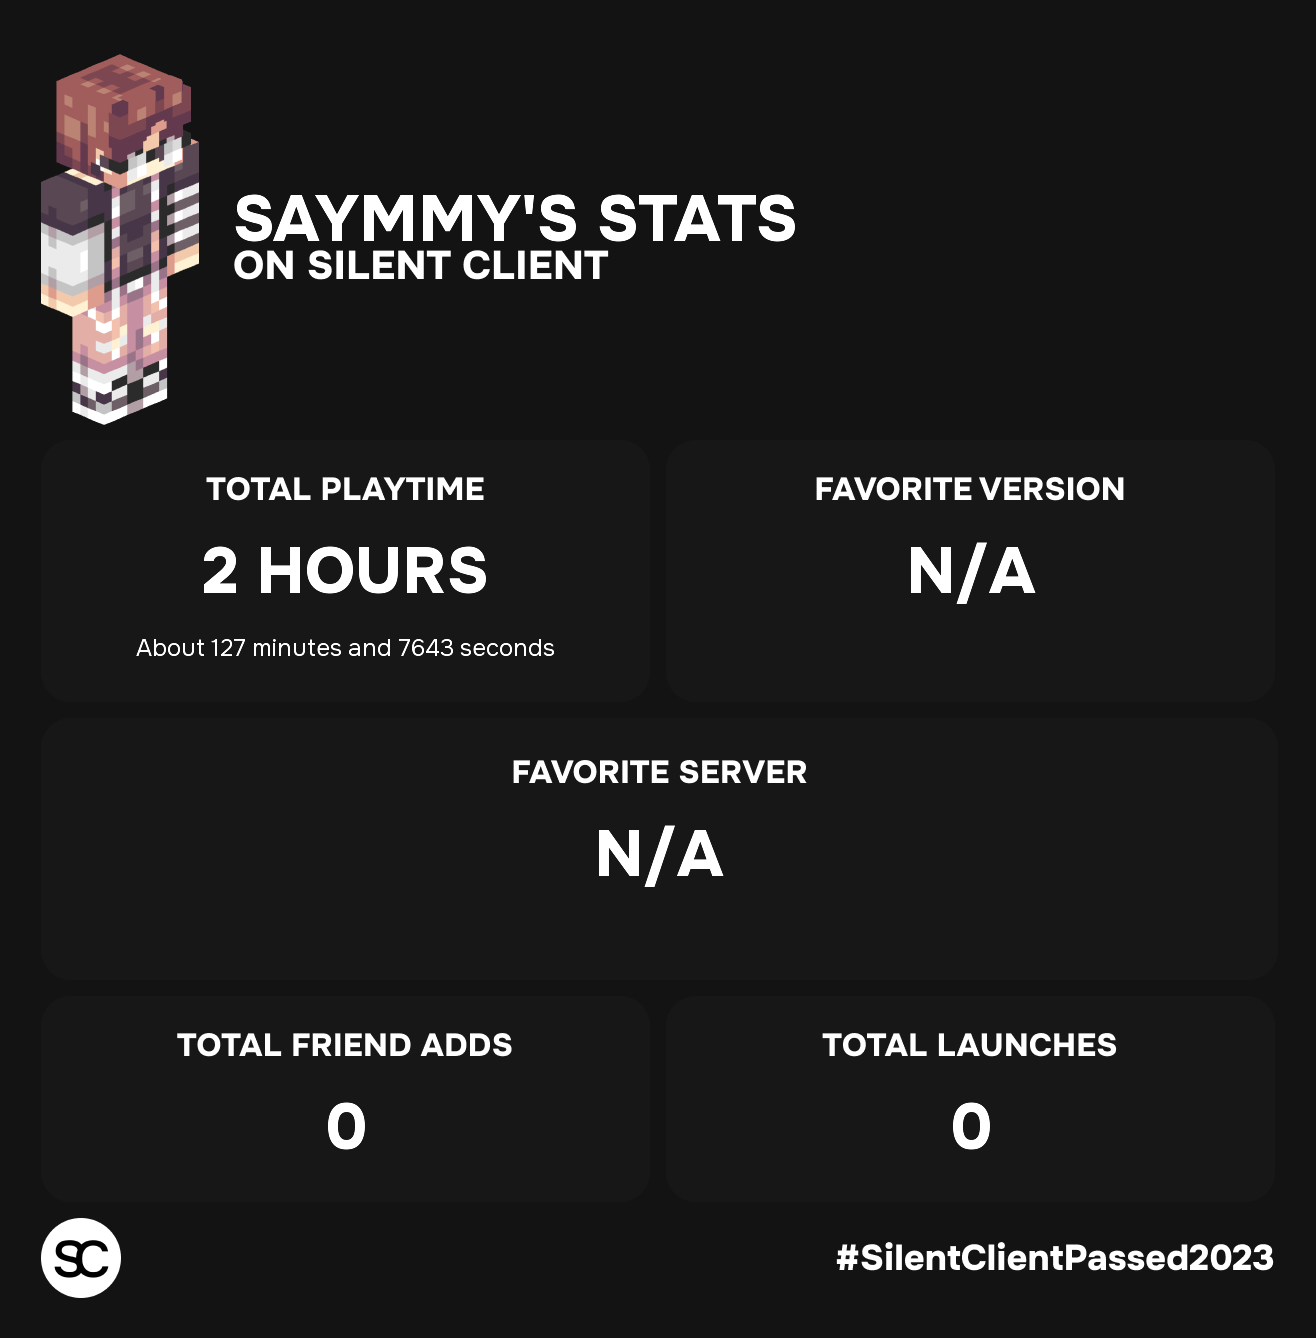 SAYMMY'S STATS
ON SILENT CLIENT
TOTAL PLAYTIME
2 HOURS
About 127 minutes and 7643 seconds
FAVORITE VERSION
N/A
FAVORITE SERVER
N/A
TOTAL FRIEND ADDS
0
TOTAL LAUNCHES
0
SC
#SilentClientPassed2023